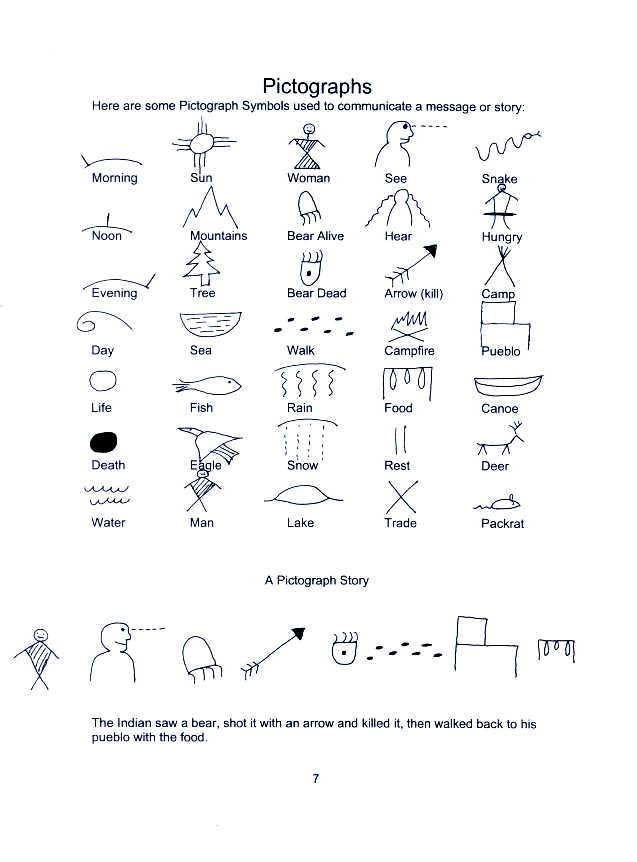 Pictographs
Here are some Pictograph Symbols used to communicate a message or story:
Morning Sun Woman See Snake
Noon Mountains Bear Alive Hear Hungry
Evening Tree Bear Dead Arrow (kill) Camp
Day Sea Walk Campfire Pueblo
Life Fish Rain Food Canoe
Death Eagle Snow Rest Deer
Water Man Lake Trade Packrat
A Pictograph Story
The Indian saw a bear, shot it with an arrow and killed it, then walked back to his
pueblo with the food.
7